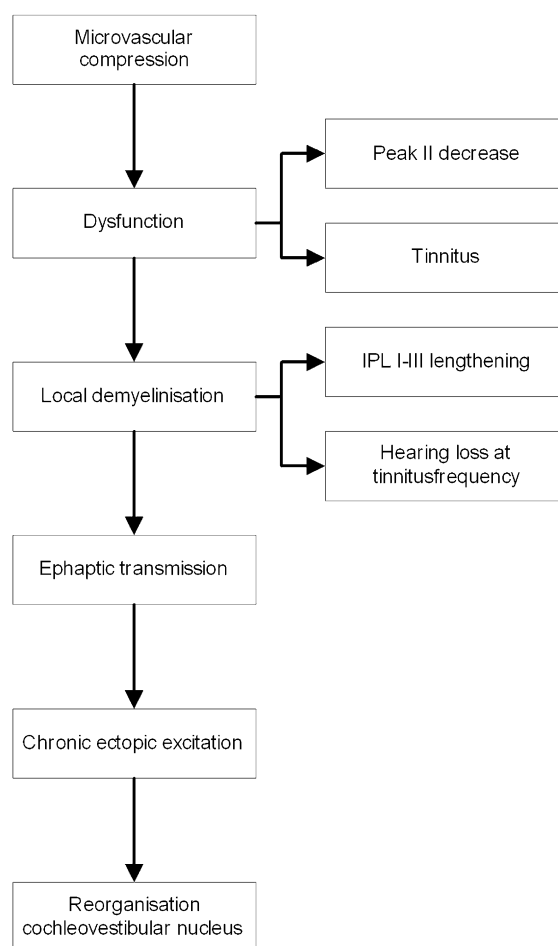 Microvascular
compression
Peak II decrease
Dysfunction
Tinnitus
IPL I-III lengthening
Local demyelinisation
Hearing loss at
tinnitusfrequency
Ephaptic transmission
Chronic ectopic excitation
Reorganisation
cochleovestibular nucleus